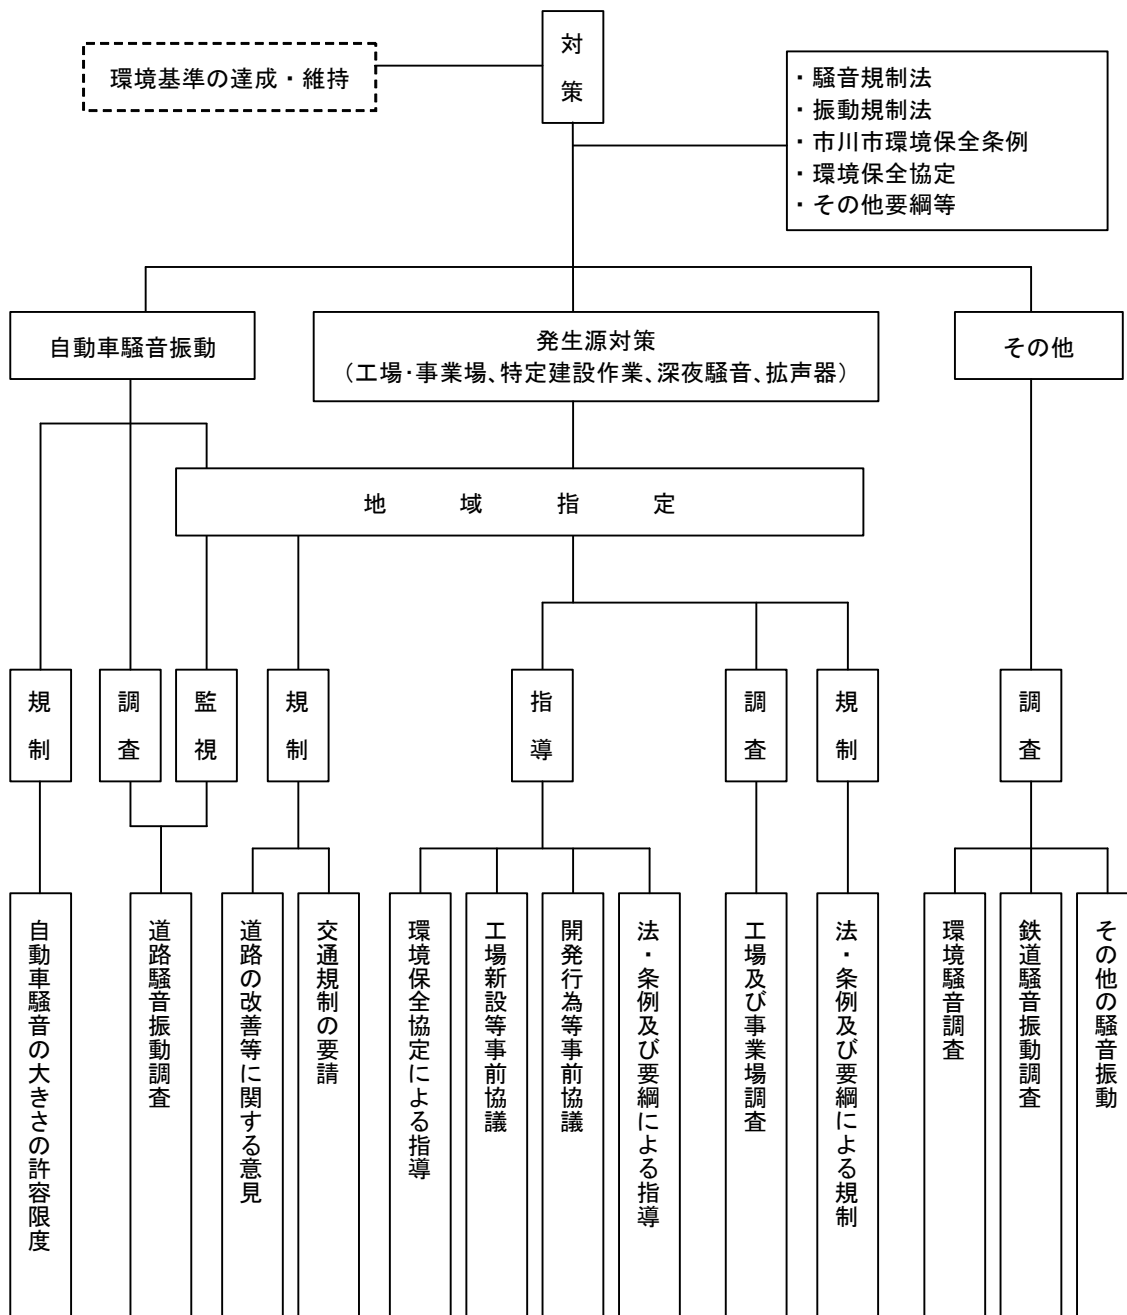 対策
環境基準の達成・維持
・騒音規制法
・振動規制法
・市川市環境保全条例
・環境保全協定
・その他要綱等
自動車騒音振動
発生源対策
（工場・事業場、特定建設作業、深夜騒音、拡声器）
その他
地域指定
規制
調査
監視
規制
指導
調査
規制
調査
自動車騒音の大きさの許容限度
道路騒音振動調査
道路の改善等に関する意見
交通規制の要請
環境保全協定による指導
工場新設等事前協議
開発行為等事前協議
法・条例及び要綱による指導
工場及び事業場調査
法・条例及び要綱による規制
環境騒音調査
鉄道騒音振動調査
その他の騒音振動